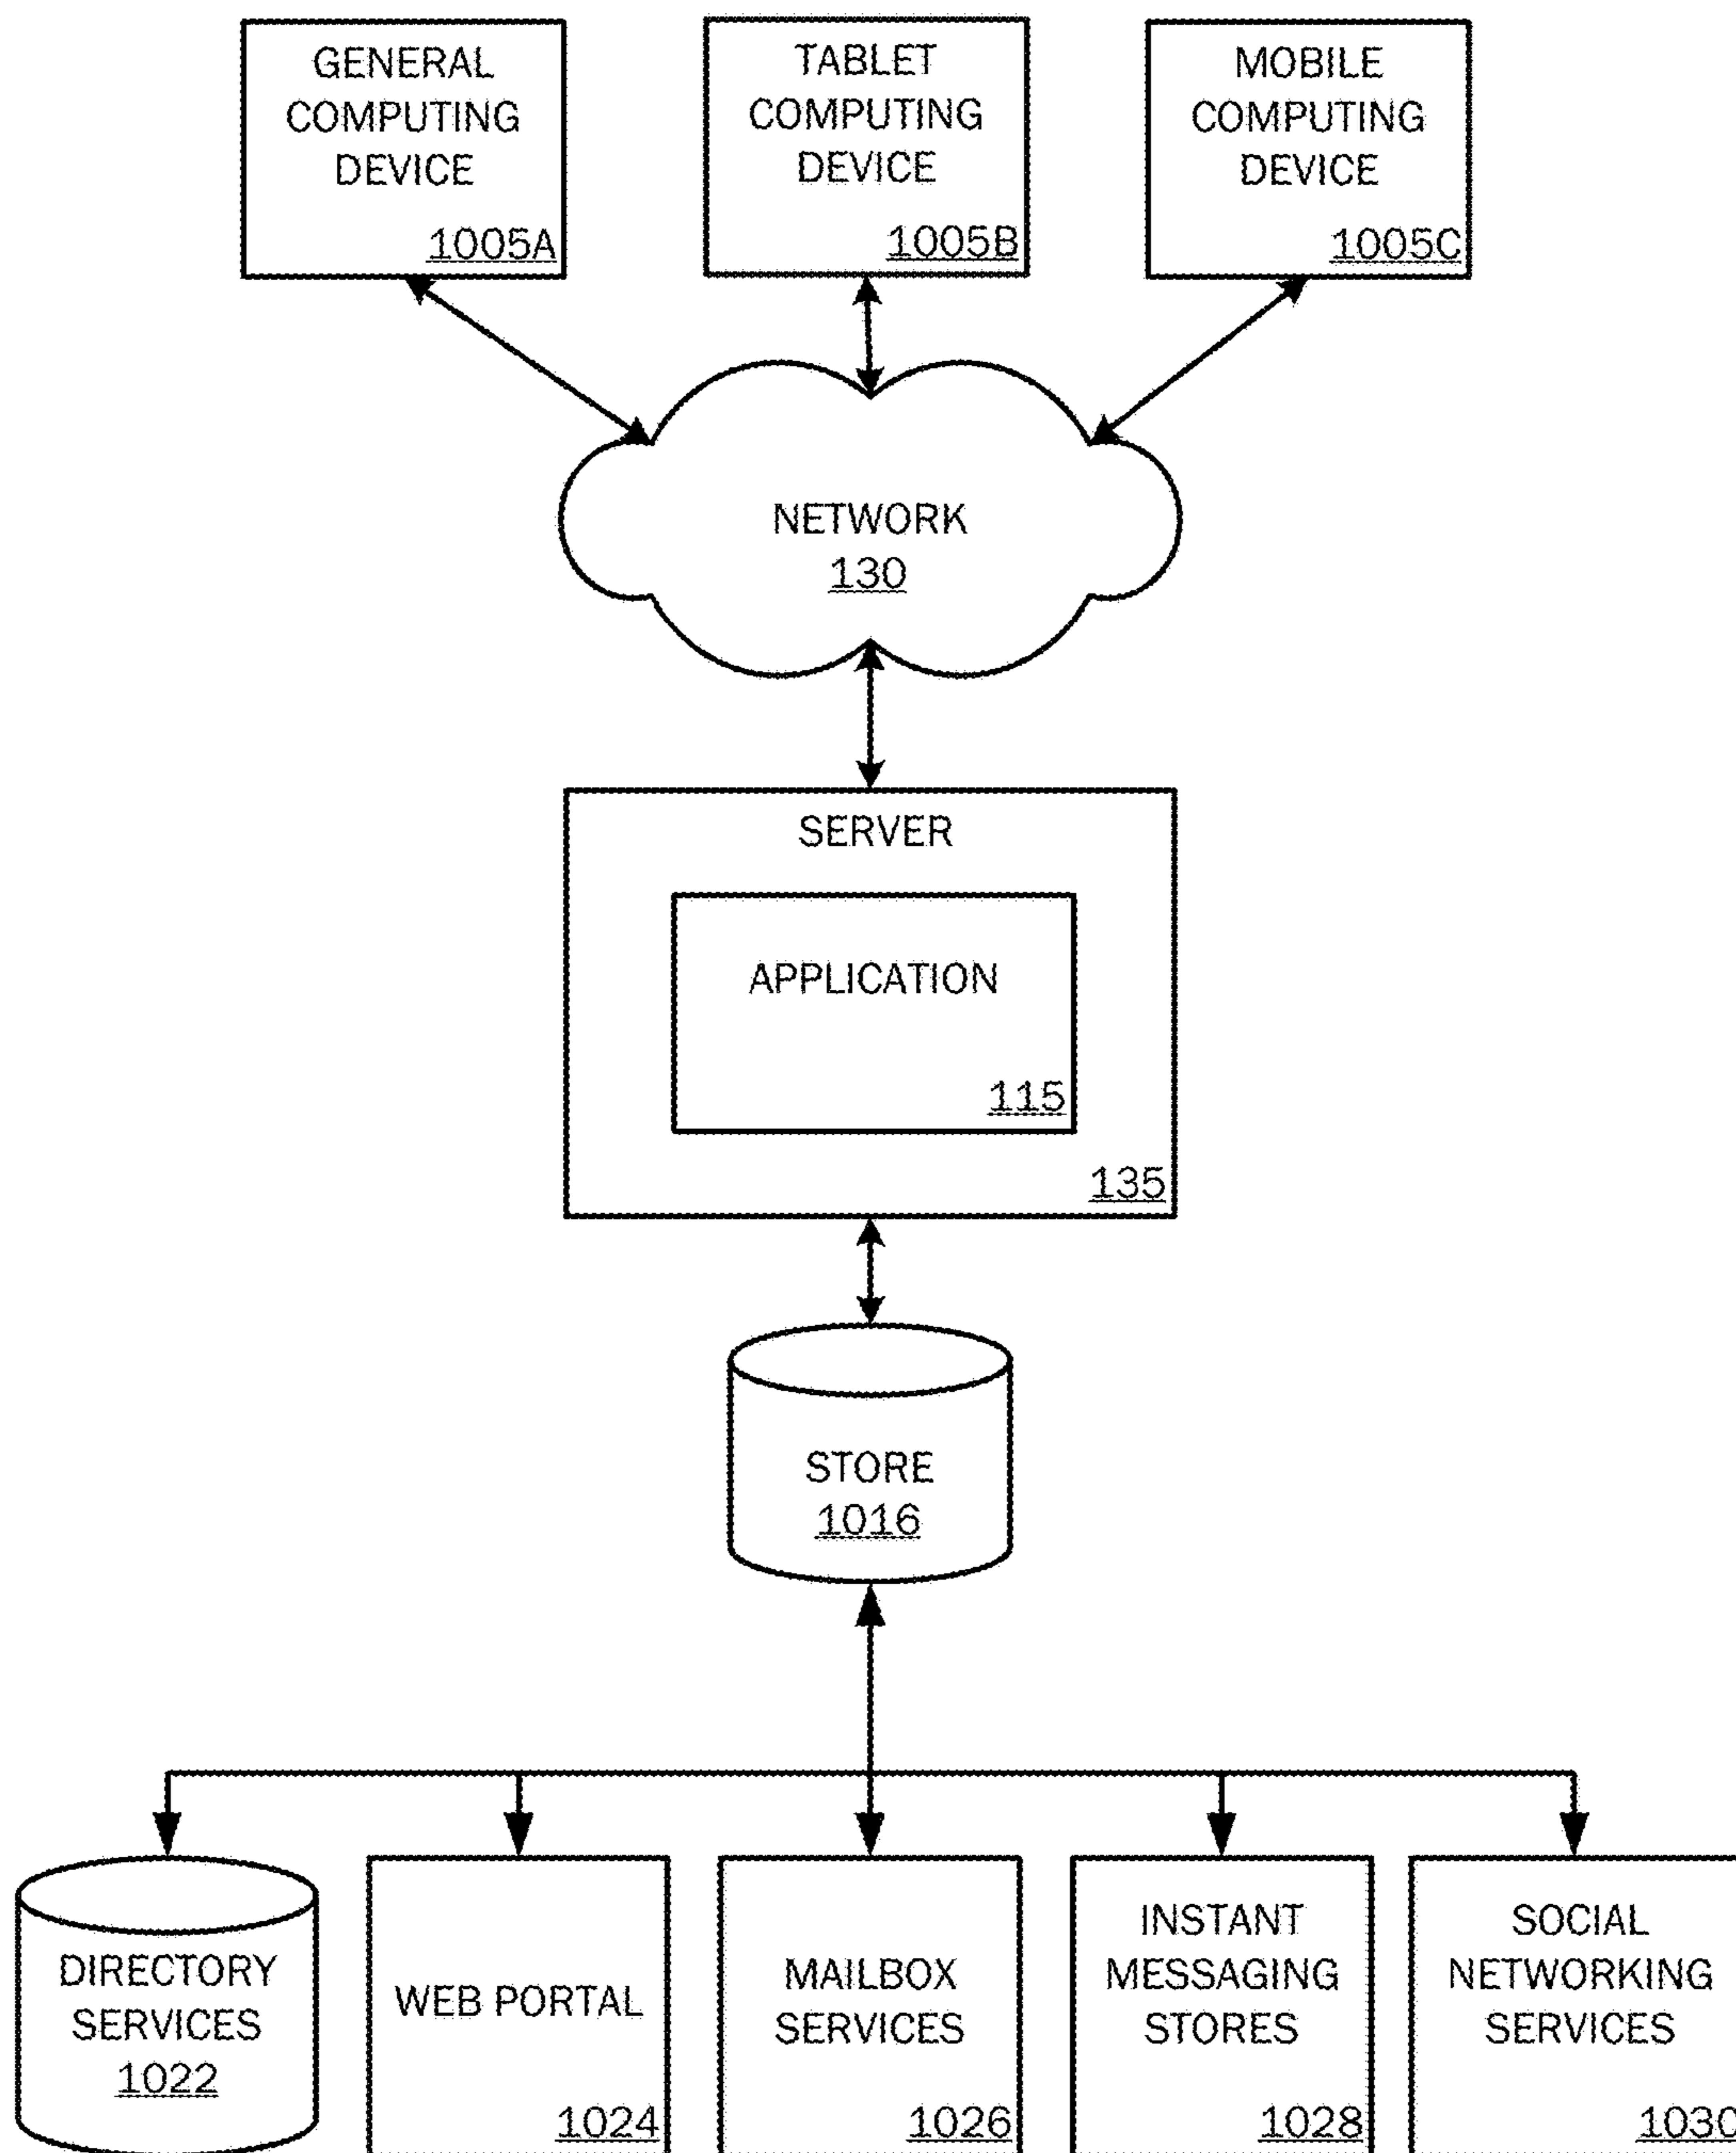 GENERAL
COMPUTING
DEVICE
1005A
TABLET
COMPUTING
DEVICE
1005B
MOBILE
COMPUTING
DEVICE
1005C
NETWORK
130
SERVER
APPLICATION
115
135
STORE
1016
DIRECTORY
SERVICES
1022
WEB PORTAL
1024
MAILBOX
SERVICES
1026
INSTANT
MESSAGING
STORES
1028
SOCIAL
NETWORKING
SERVICES
1030